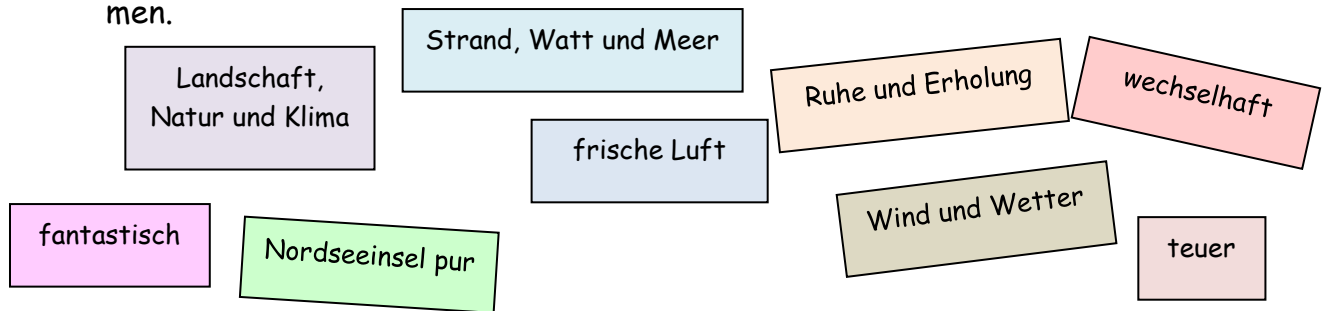 men.
Strand, Watt und Meer
Landschaft,
Natur und Klima
Ruhe und Erholung
wechselhaft
frische Luft
Wind und Wetter
fantastisch
Nordseeinsel pur
teuer